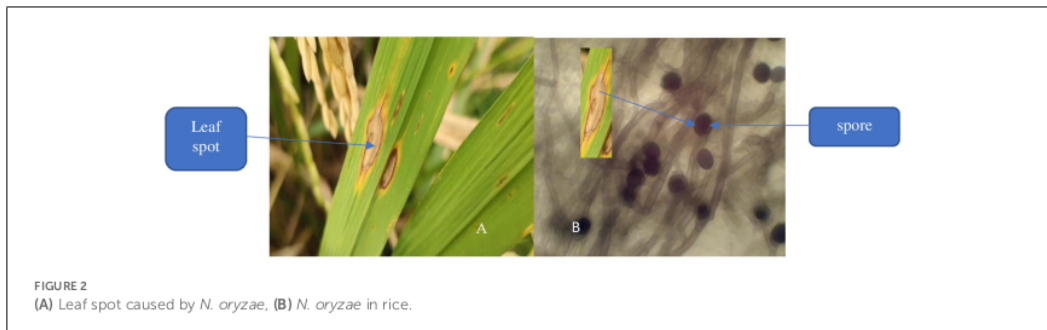 Leaf
spot
spore
A
B
FIGURE 2
(A) Leaf spot caused by N. oryzae, (B) N. oryzae in rice.